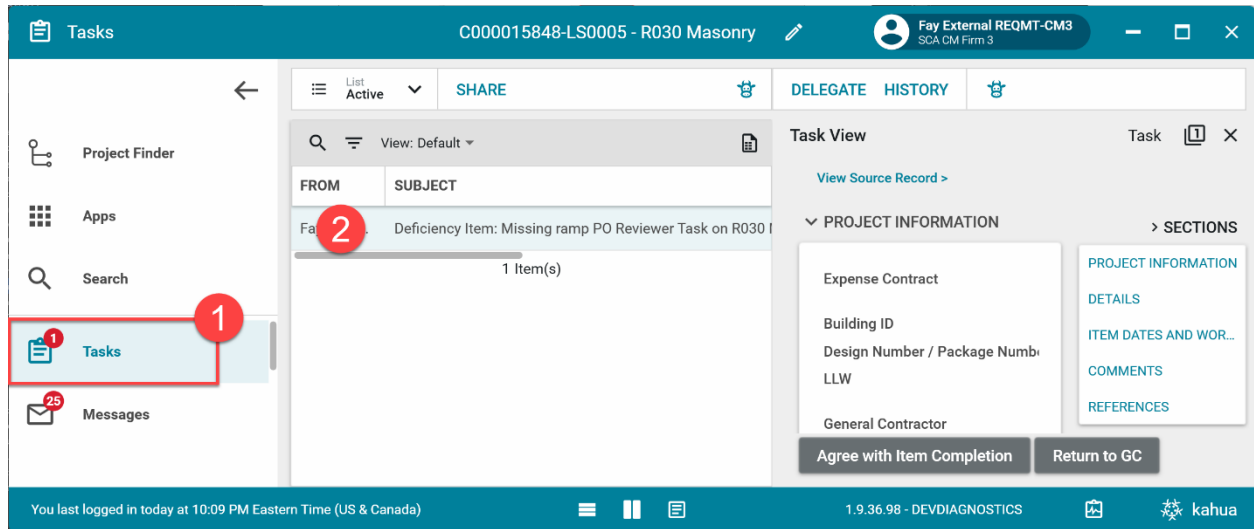 Tasks
C000015848-LS0005 - R030 Masonry
Fay External REQMT-CM3
SCA CM Firm 3
List
Active
SHARE
DELEGATE HISTORY
Project Finder
Apps
Search
1
1
Tasks
25
Messages
View: Default
FROM SUBJECT
Fa 2 . Deficiency Item: Missing ramp PO Reviewer Task on R030
1 Item(s)
Task View
Task 1
View Source Record >
PROJECT INFORMATION
Expense Contract
Building ID
Design Number / Package Numb
LLW
General Contractor
> SECTIONS
PROJECT INFORMATION
DETAILS
ITEM DATES AND WOR...
COMMENTS
REFERENCES
Agree with Item Completion
Return to GC
You last logged in today at 10:09 PM Eastern Time (US & Canada)
1.9.36.98 - DEVDIAGNOSTICS
kahua